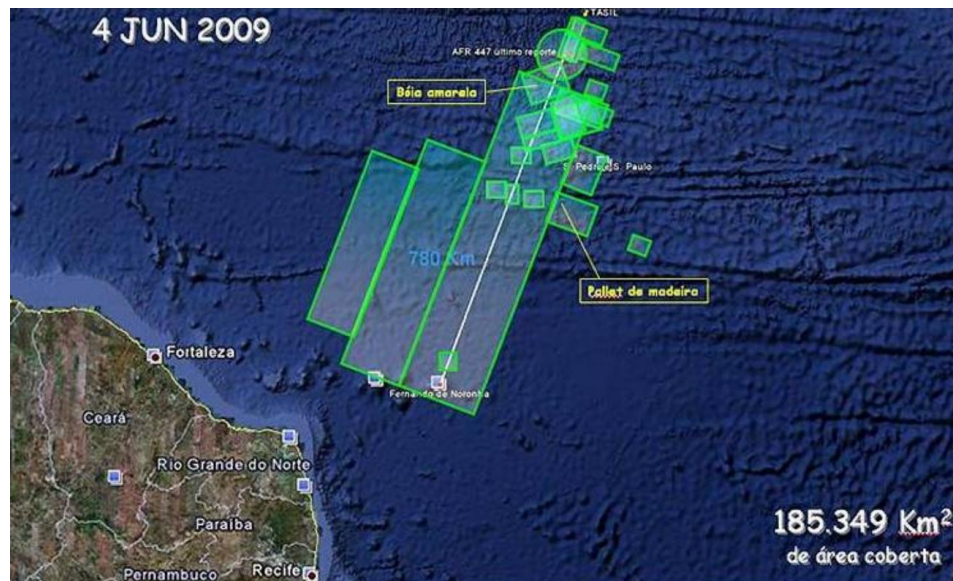 4 JUN 2009
TASIL
AFR 447 último reporte
Bóia amarela
S. Pedro e S. Paulo
780 Km
Pallet de madeira
Fortaleza
Fernando de Noronha
Ceará
Rio Grande do Norte
Paraíba
Pernambuco
Recife
185.349 Km²
de área coberta